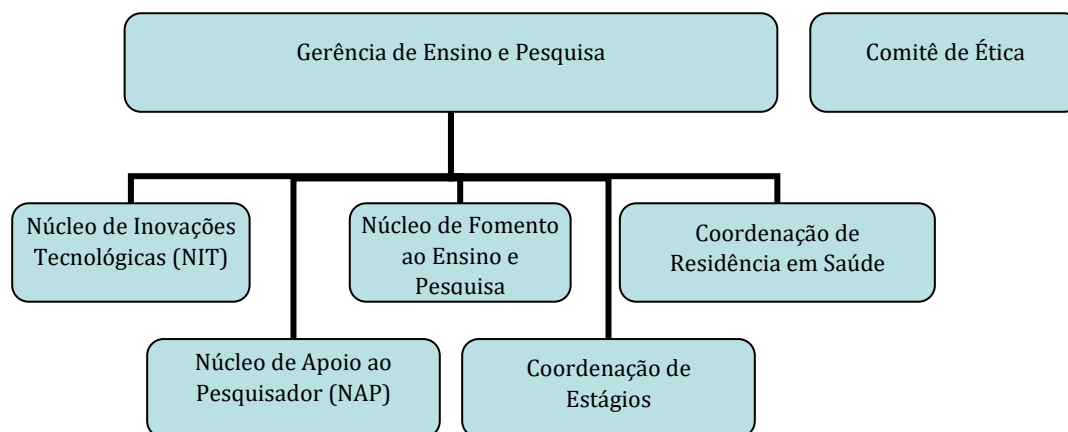 Gerência de Ensino e Pesquisa
Comitê de Ética
Núcleo de Inovações
Tecnológicas (NIT)
Núcleo de Fomento
ao Ensino e
Pesquisa
Coordenação de
Residência em Saúde
Núcleo de Apoio ao
Pesquisador (NAP)
Coordenação de
Estágios